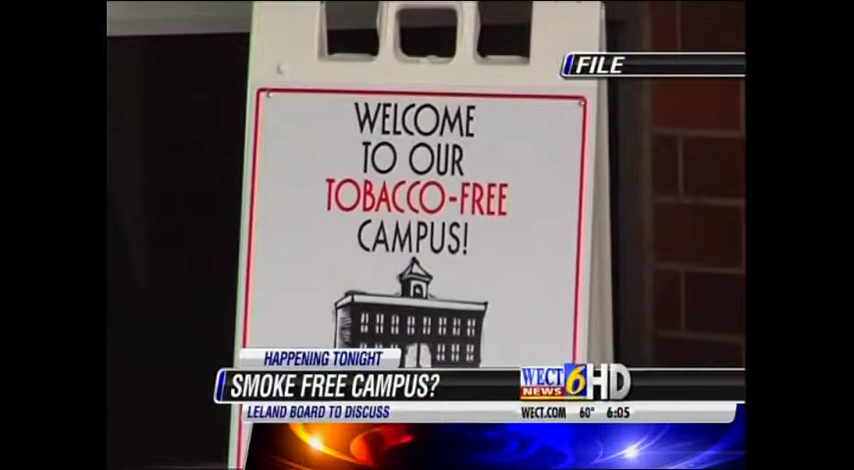 FILE
WELCOME
TO OUR
TOBACCO-FREE
CAMPUS!
HAPPENING TONIGHT
SMOKE FREE CAMPUS?
WECT 6 HD
NEWS
LELAND BOARD TO DISCUSS
WECT.COM 60° 6:05